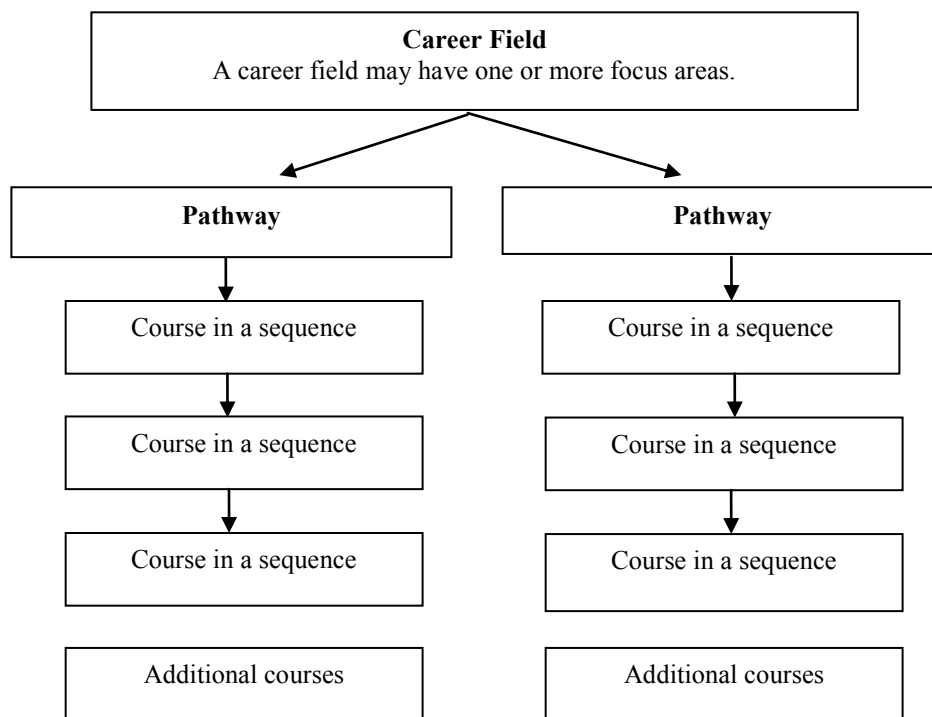 Career Field
A career field may have one or more focus areas.
Pathway
Pathway
Course in a sequence
Course in a sequence
Course in a sequence
Course in a sequence
Course in a sequence
Course in a sequence
Additional courses
Additional courses